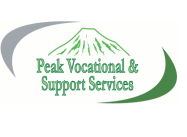 Peak Vocational &
Support Services